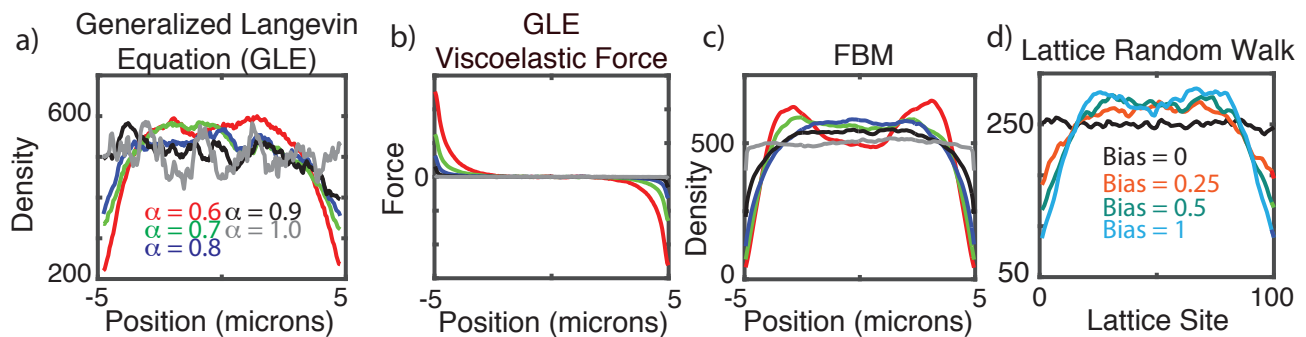 a)
Generalized Langevin
Equation (GLE)
600
200
Density
α = 0.6 α = 0.9
α = 0.7 α = 1.0
α = 0.8
-5
5
Position (microns)
b)
GLE
Viscoelastic Force
Force
0
-5
5
Position (microns)
c)
FBM
500
0
Density
-5
5
Position (microns)
d)
Lattice Random Walk
250
50
Bias = 0
Bias = 0.25
Bias = 0.5
Bias = 1
0
100
Lattice Site